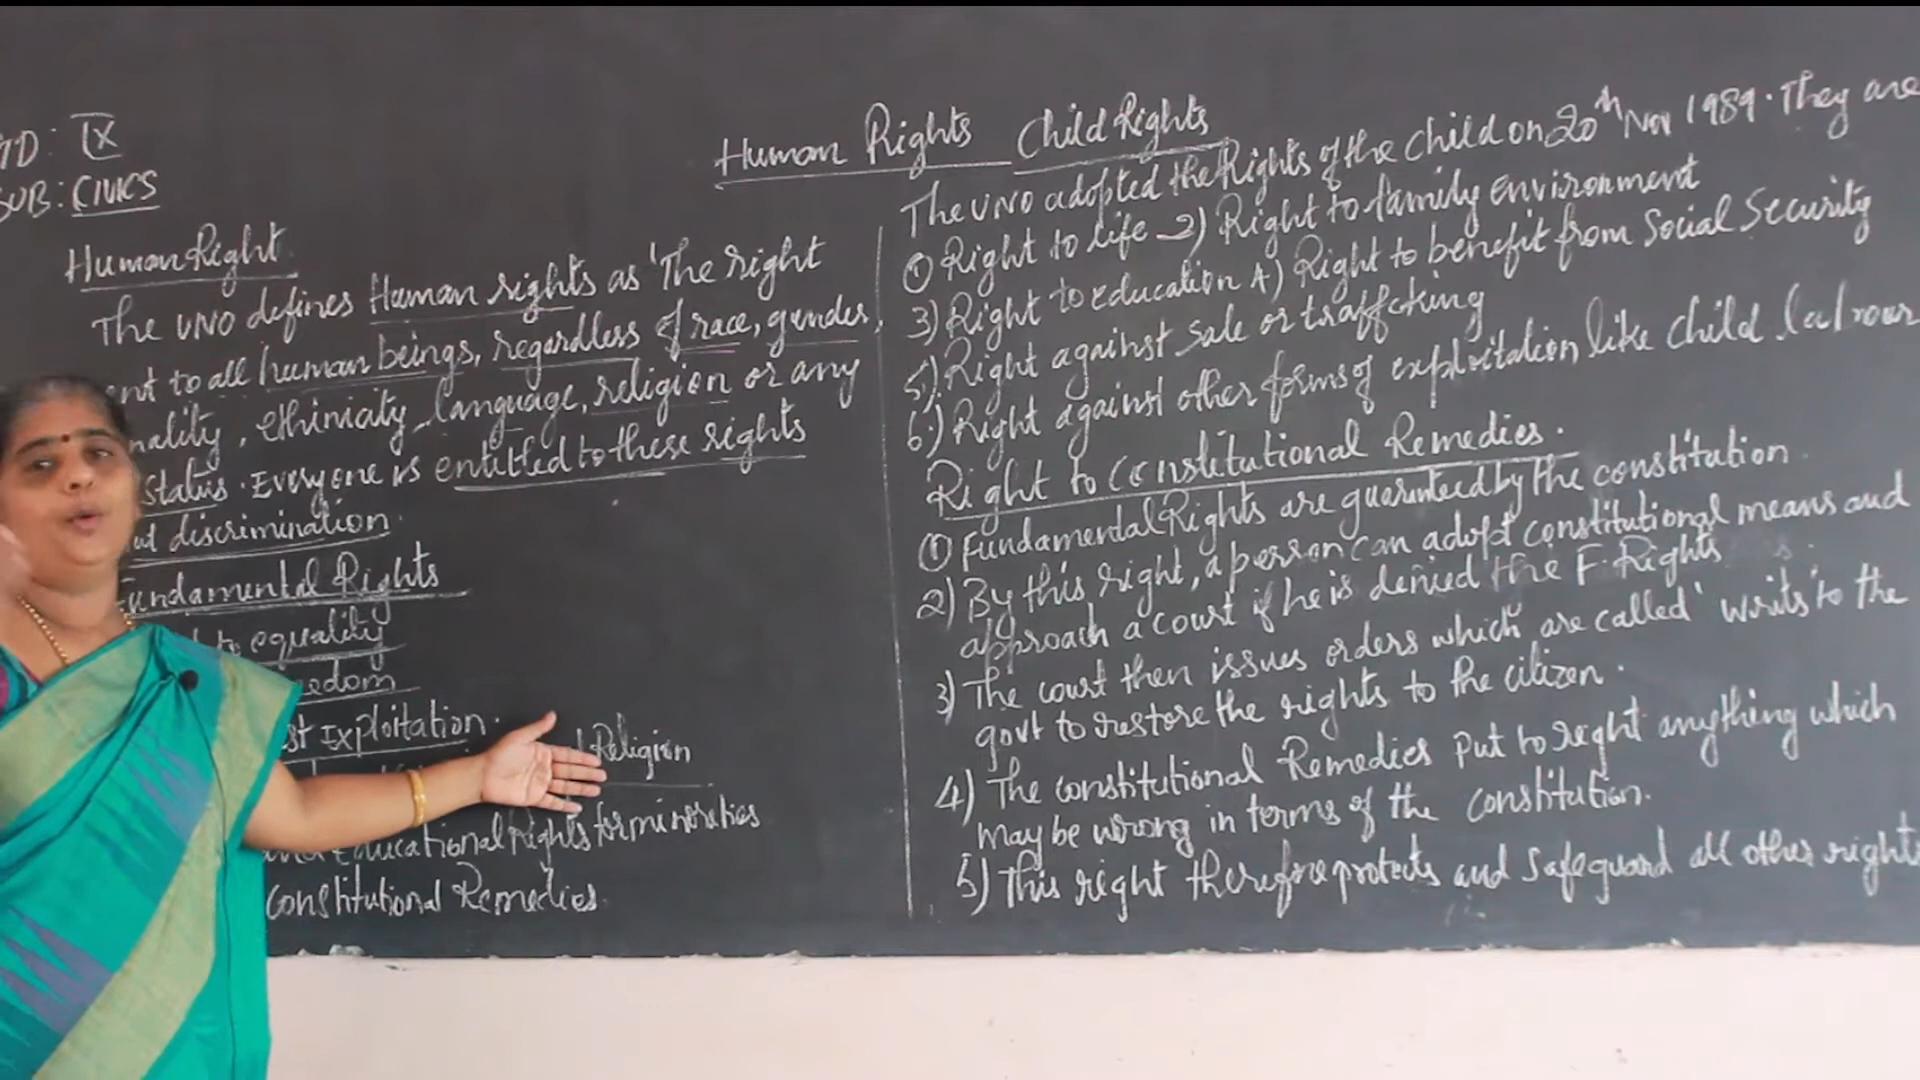 TD: IX
SUB: CIVICS
Human Rights
Human Right
The UNO defines Human rights as 'The right
ent to all human beings, regardless of race, gender,
nality, ethinicity, language, religion or any
status. Everyone is entitled to these rights
ut discrimination.
Fundamental Rights
to equality
eedom
st Exploitation.
Religion
and Educational Rights for minorities
Constitutional Remedies.
Child Rights
The UNO adopted the Rights of the child on 20th Nov 1989. They are
1) Right to life 2) Right to family environment
3) Right to education 4) Right to benefit from Social Security
5) Right against sale or traffcking
6) Right against other forms of exploitation like child labour
Right to Constitutional Remedies.
1) Fundamental Rights are guarunteed by the constitution.
2) By this right, a person can adopt constitutional means and
approach a court if he is denied the F. Rights
3) The court then issues orders which are called 'writs' to the
govt to restore the rights to the citizen.
4) The constitutional Remedies put to right anything which
may be wrong in terms of the constitution.
5) This right therefore protects and safeguard all other rights